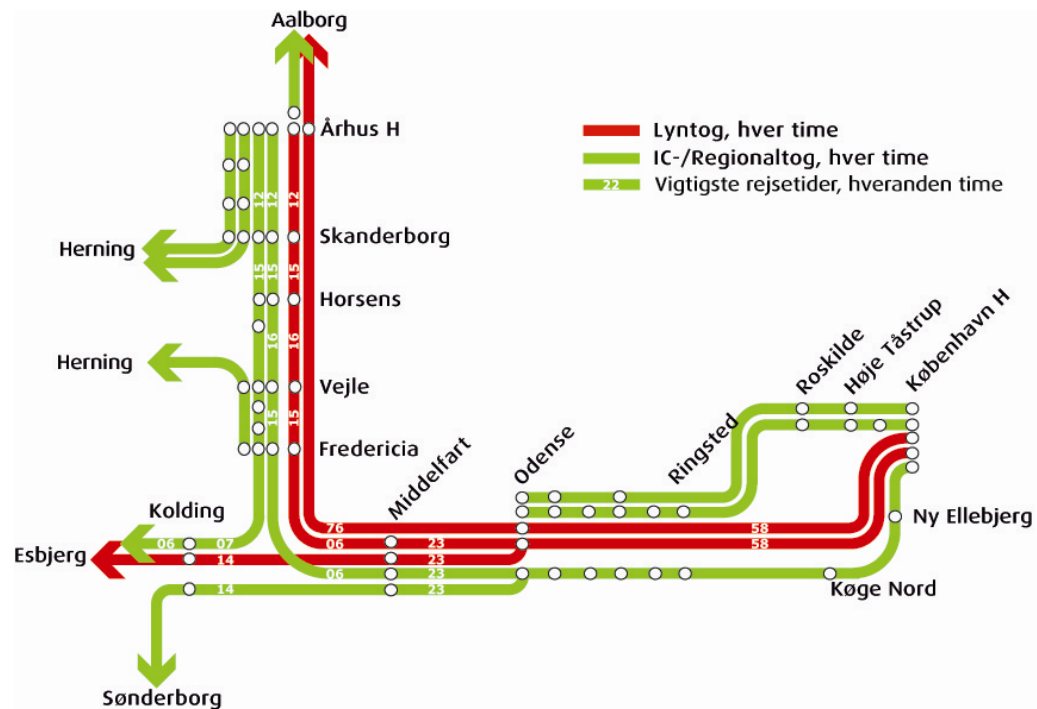 Aalborg
Århus H
Lyntog, hver time
IC-/Regionaltog, hver time
22 Vigtigste rejsetider, hveranden time
12 12 12
Skanderborg
Herning
15 15 15
Horsens
16 16
Herning
Vejle
15 15
Fredericia
Roskilde
Høje Tåstrup
København H
Ringsted
Odense
Middelfart
Kolding
Ny Ellebjerg
76 58
06 07 06 23 58
Esbjerg
14 23
06 23
14 23
Køge Nord
Sønderborg